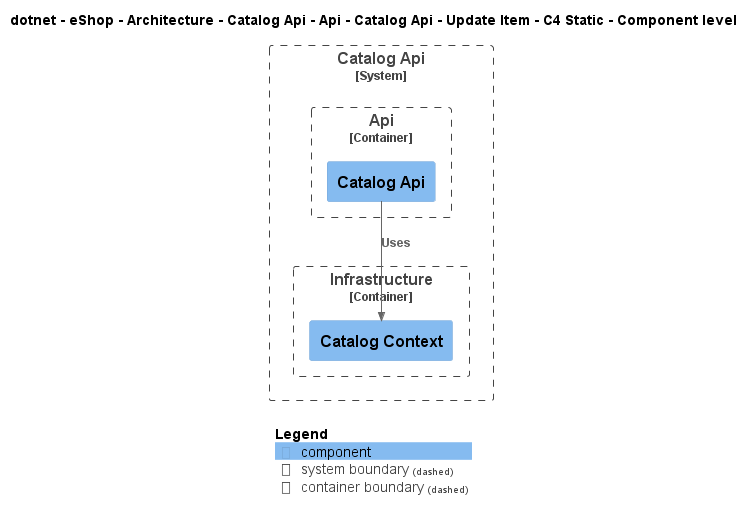 dotnet - eShop - Architecture - Catalog Api - Api - Catalog Api - Update Item - C4 Static - Component level
Catalog Api
[System]
Api
[Container]
Catalog Api
Uses
Infrastructure
[Container]
Catalog Context
Legend
component
system boundary (dashed)
container boundary (dashed)